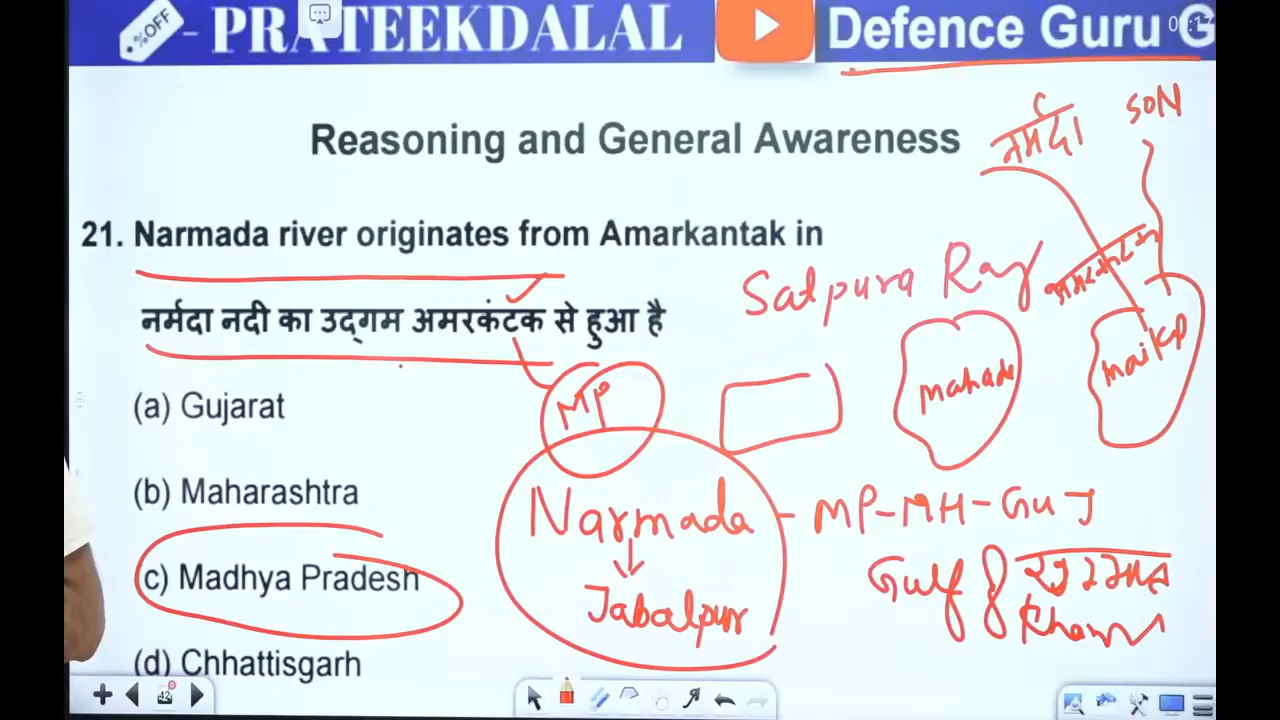 %OFF - PRATEEKDALAL
Defence Guru G
Reasoning and General Awareness
नर्मदा
SON
21. Narmada river originates from Amarkantak in
Satpura
नर्मदा नदी का उद्‌गम अमरकंटक से हुआ है
(a) Gujarat
MP
mahade
maikal
(b) Maharashtra
Narmada - MP-MH-GUJ
(c) Madhya Pradesh
Jabalpur
Gulf of
(d) Chhattisgarh
42